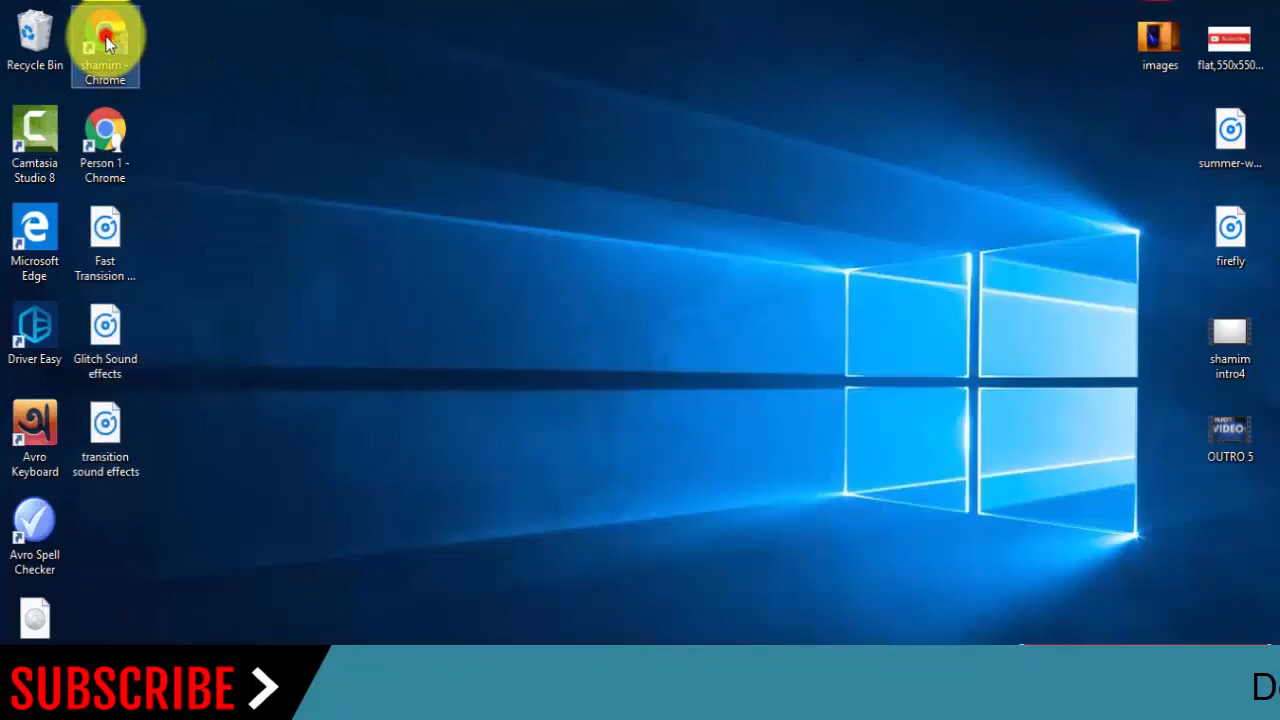 Recycle Bin
shamim -
Chrome
images
flat,550x550...
Camtasia
Studio 8
Person 1 -
Chrome
summer-w...
Microsoft
Edge
Fast
Transision ...
firefly
Driver Easy
Glitch Sound
effects
shamim
intro4
Avro
Keyboard
transition
sound effects
VIDEO
OUTRO 5
Avro Spell
Checker
SUBSCRIBE